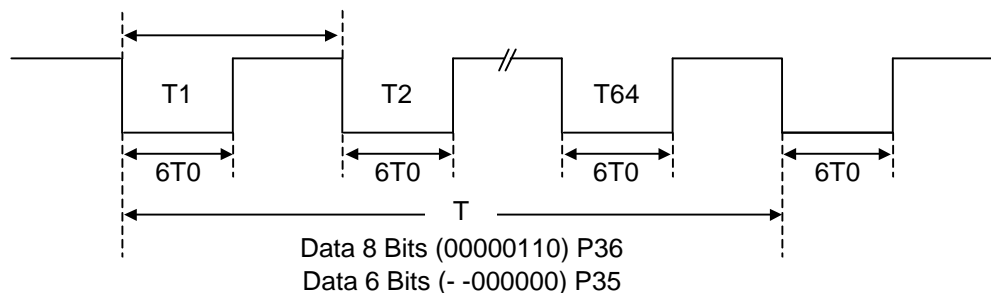 T1 T2 T64
6T0 6T0 6T0 6T0
T
Data 8 Bits (00000110) P36
Data 6 Bits (- -000000) P35